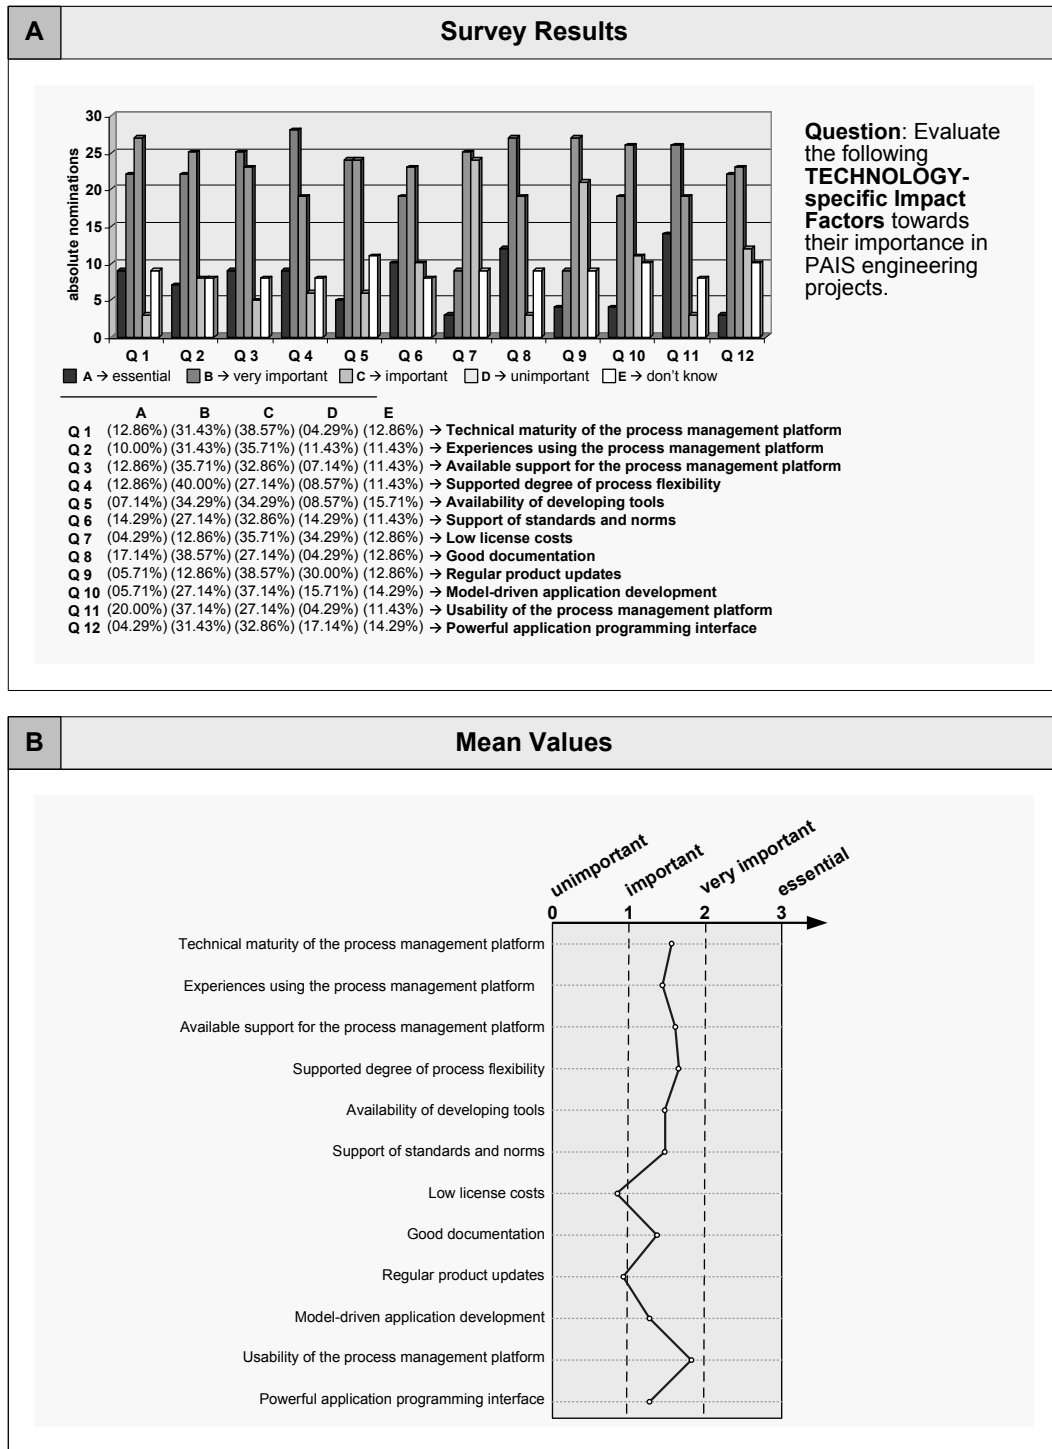 A
Survey Results
30
25
20
15
10
5
0
absolute nominations
Q 1 Q 2 Q 3 Q 4 Q 5 Q 6 Q 7 Q 8 Q 9 Q 10 Q 11 Q 12
A → essential B → very important C → important D → unimportant E → don't know
Question: Evaluate
the following
TECHNOLOGY-
specific Impact
Factors towards
their importance in
PAIS engineering
projects.
A B C D E
Q 1 (12.86%) (31.43%) (38.57%) (04.29%) (12.86%) → Technical maturity of the process management platform
Q 2 (10.00%) (31.43%) (35.71%) (11.43%) (11.43%) → Experiences using the process management platform
Q 3 (12.86%) (35.71%) (32.86%) (07.14%) (11.43%) → Available support for the process management platform
Q 4 (12.86%) (40.00%) (27.14%) (08.57%) (11.43%) → Supported degree of process flexibility
Q 5 (07.14%) (34.29%) (34.29%) (08.57%) (15.71%) → Availability of developing tools
Q 6 (14.29%) (27.14%) (32.86%) (14.29%) (11.43%) → Support of standards and norms
Q 7 (04.29%) (12.86%) (35.71%) (34.29%) (12.86%) → Low license costs
Q 8 (17.14%) (38.57%) (27.14%) (04.29%) (12.86%) → Good documentation
Q 9 (05.71%) (12.86%) (38.57%) (30.00%) (12.86%) → Regular product updates
Q 10 (05.71%) (27.14%) (37.14%) (15.71%) (14.29%) → Model-driven application development
Q 11 (20.00%) (37.14%) (27.14%) (04.29%) (11.43%) → Usability of the process management platform
Q 12 (04.29%) (31.43%) (32.86%) (17.14%) (14.29%) → Powerful application programming interface
B
Mean Values
unimportant important very important essential
0 1 2 3
Technical maturity of the process management platform
Experiences using the process management platform
Available support for the process management platform
Supported degree of process flexibility
Availability of developing tools
Support of standards and norms
Low license costs
Good documentation
Regular product updates
Model-driven application development
Usability of the process management platform
Powerful application programming interface